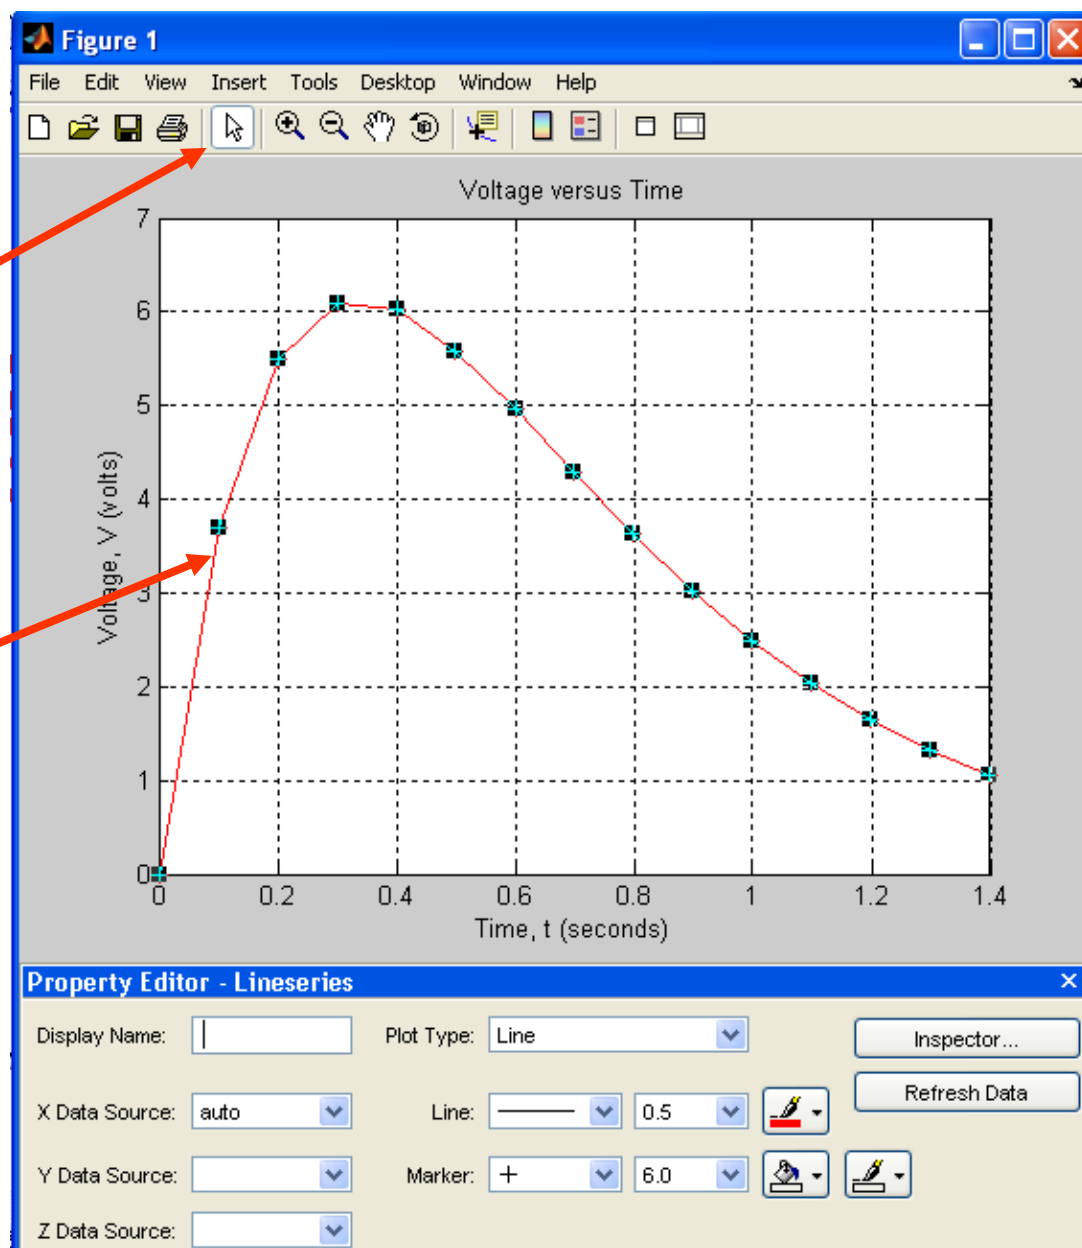 Figure 1
File Edit View Insert Tools Desktop Window Help
Voltage versus Time
7
6
5
4
3
2
1
0
Voltage, V (volts)
0 0.2 0.4 0.6 0.8 1 1.2 1.4
Time, t (seconds)
Property Editor - Lineseries
Display Name: Plot Type: Line Inspector...
Refresh Data
X Data Source: auto Line: 0.5
Y Data Source: Marker: + 6.0
Z Data Source: